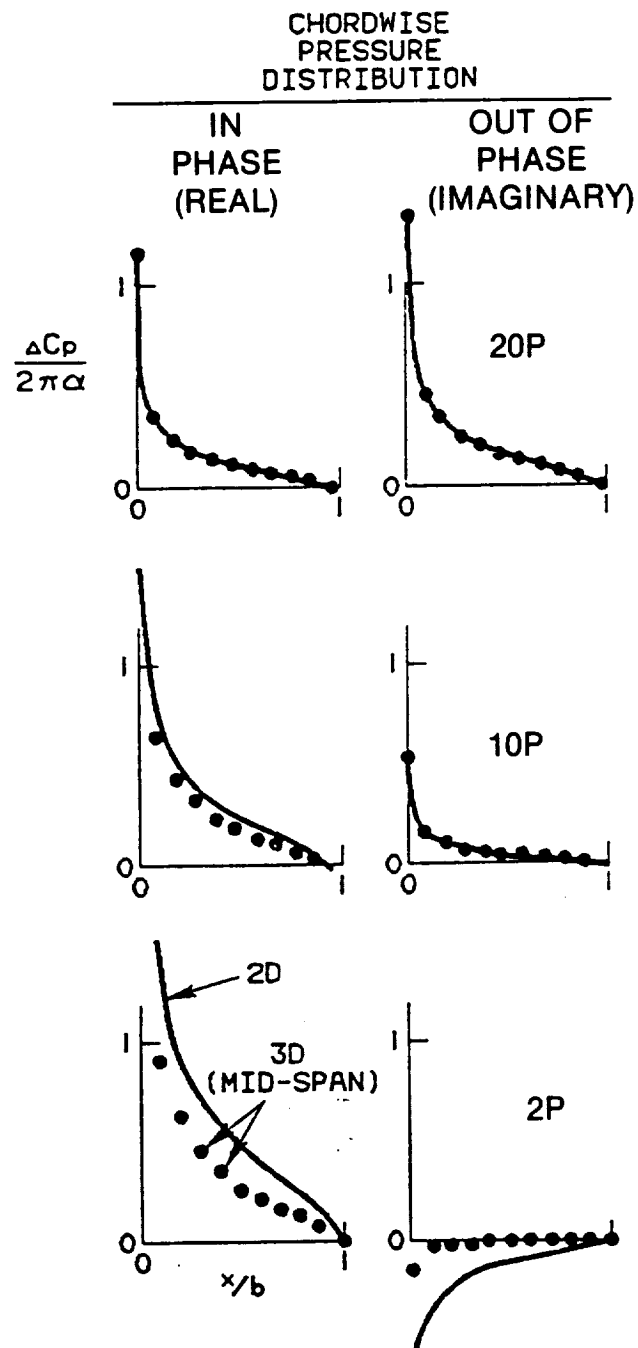 CHORDWISE
PRESSURE
DISTRIBUTION
IN
PHASE
(REAL)
OUT OF
PHASE
(IMAGINARY)
ΔCp
2πα
1
0
0
1
1
0
0
1
20P
1
0
0
1
1
0
0
1
10P
2D
3D
(MID-SPAN)
1
0
0
1
x/b
1
0
2P